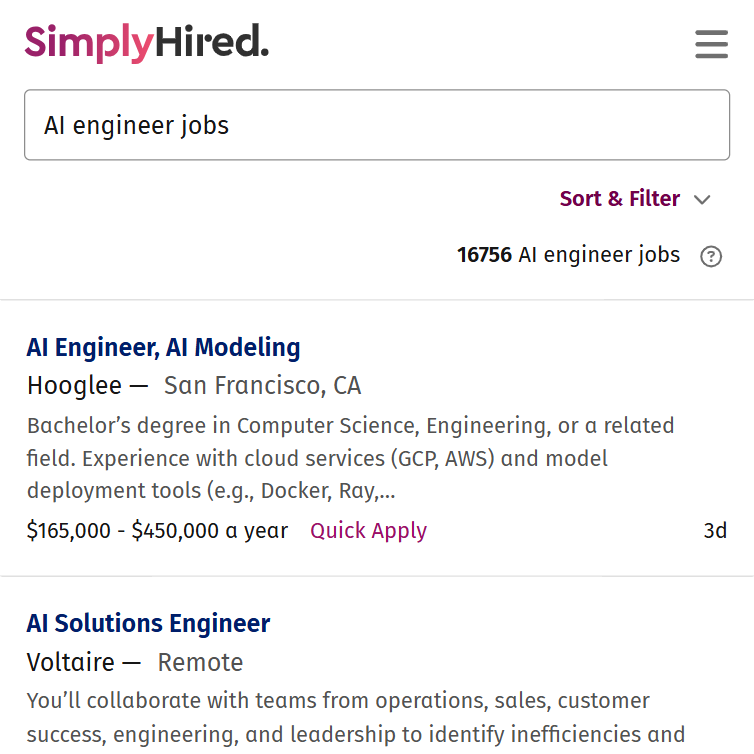 SimplyHired.
AI engineer jobs
Sort & Filter
16756 AI engineer jobs ?
AI Engineer, AI Modeling
Hooglee — San Francisco, CA
Bachelor’s degree in Computer Science, Engineering, or a related
field. Experience with cloud services (GCP, AWS) and model
deployment tools (e.g., Docker, Ray,...
$165,000 - $450,000 a year Quick Apply 3d
AI Solutions Engineer
Voltaire — Remote
You’ll collaborate with teams from operations, sales, customer
success, engineering, and leadership to identify inefficiencies and